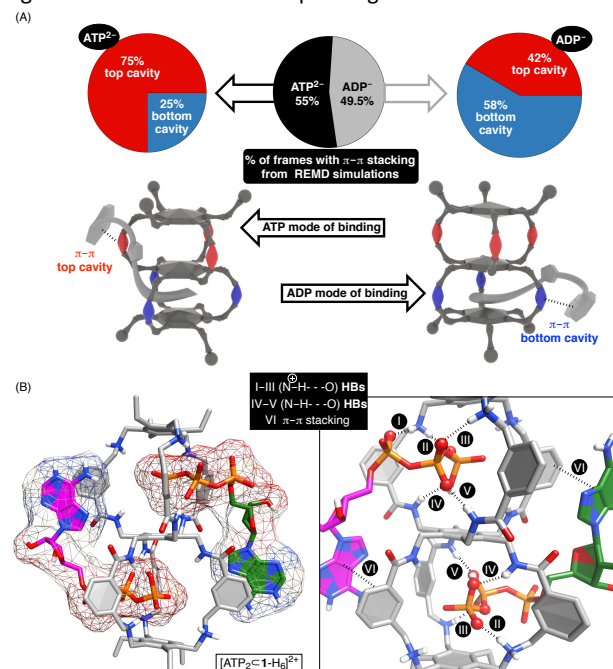 (A)
ATP2–
75%
top cavity
25%
bottom
cavity
ATP2–
55%
ADP–
49.5%
ADP–
42%
top cavity
58%
bottom
cavity
% of frames with π–π stacking
from REMD simulations
ATP mode of binding
π–π
top cavity
ADP mode of binding
π–π
bottom cavity
(B)
I–III (N–H- - -O) HBs
⊕
IV–V (N–H- - -O) HBs
VI π–π stacking
I
II
III
IV
V
VI
VI
V
IV
III
II
[ATP2⊂1-H6]2+